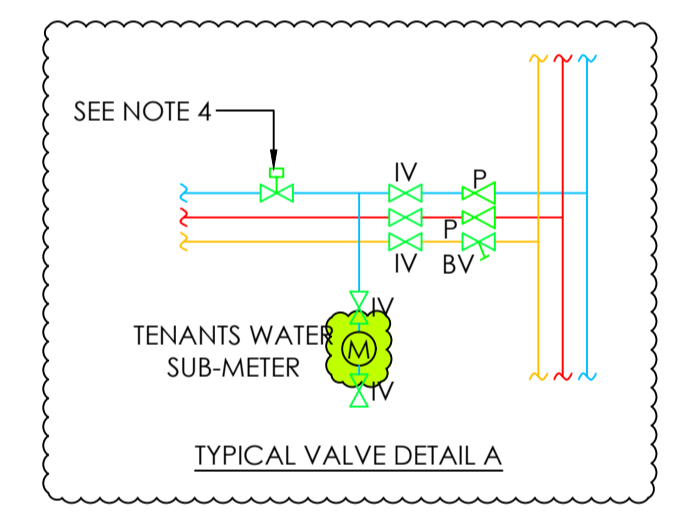 SEE NOTE 4
IV
P
P
IV
BV
IV
TENANTS WATER
SUB-METER
M
IV
TYPICAL VALVE DETAIL A